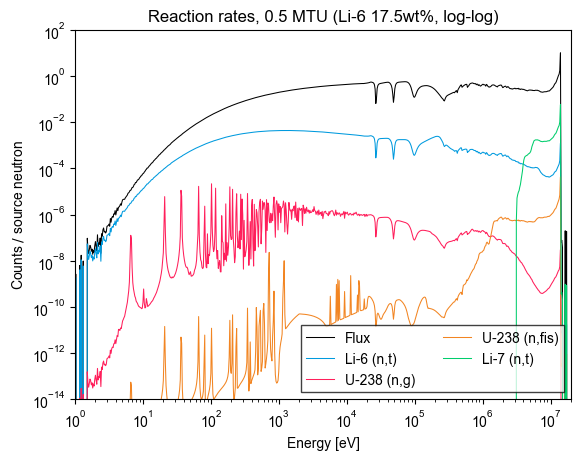 Reaction rates, 0.5 MTU (Li-6 17.5wt%, log-log)
Counts / source neutron
10^2
10^0
10^−2
10^−4
10^−6
10^−8
10^−10
10^−12
10^−14
Flux
Li-6 (n,t)
U-238 (n,g)
U-238 (n,fis)
Li-7 (n,t)
10^0 10^1 10^2 10^3 10^4 10^5 10^6 10^7
Energy [eV]